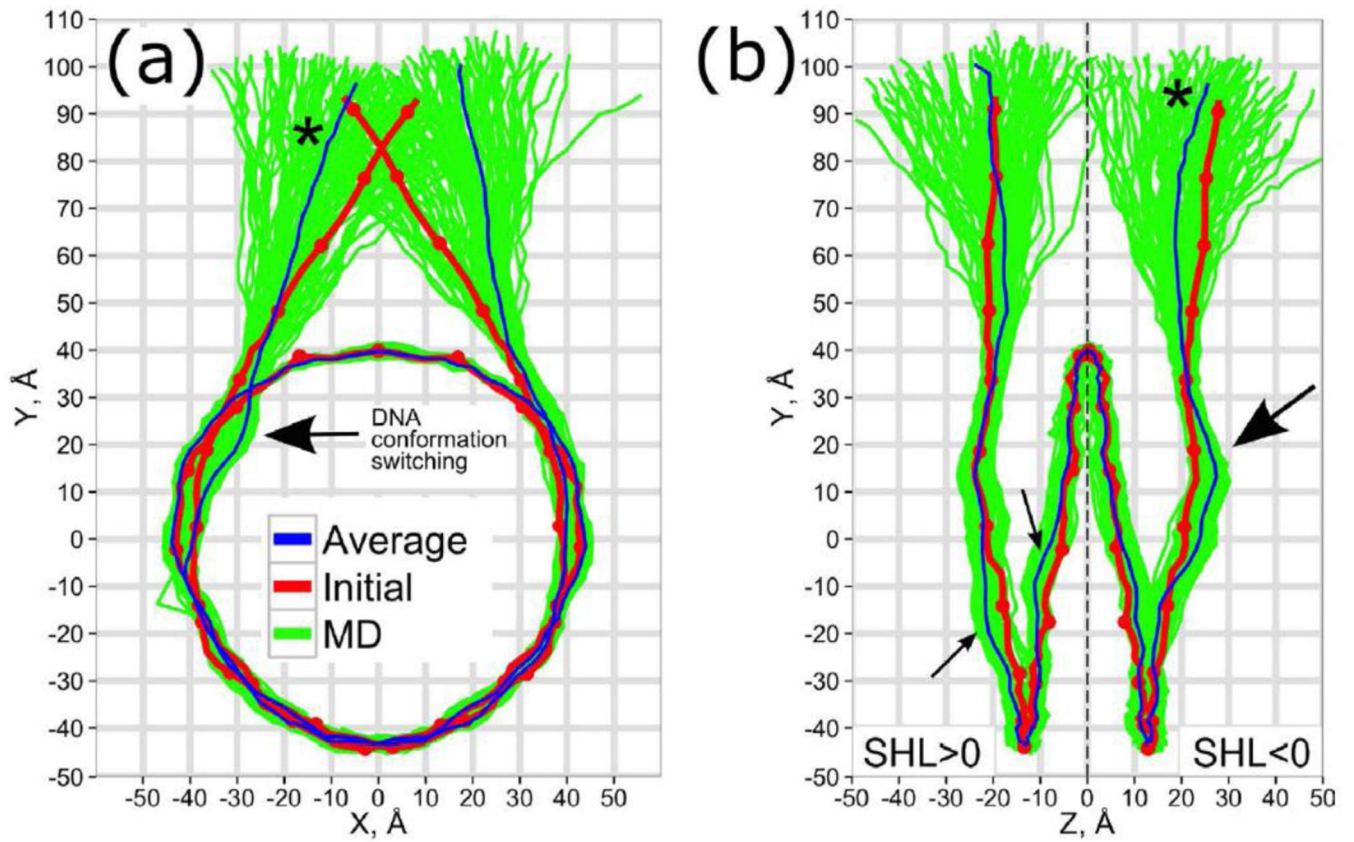 (a)
110
100
90
80
70
60
50
40
30
20
10
0
-10
-20
-30
-40
-50
Y, Å
*
DNA
conformation
switching
Average
Initial
MD
-50 -40 -30 -20 -10 0 10 20 30 40 50
X, Å
(b)
110
100
90
80
70
60
50
40
30
20
10
0
-10
-20
-30
-40
-50
Y, Å
*
SHL>0 SHL<0
-50 -40 -30 -20 -10 0 10 20 30 40 50
Z, Å